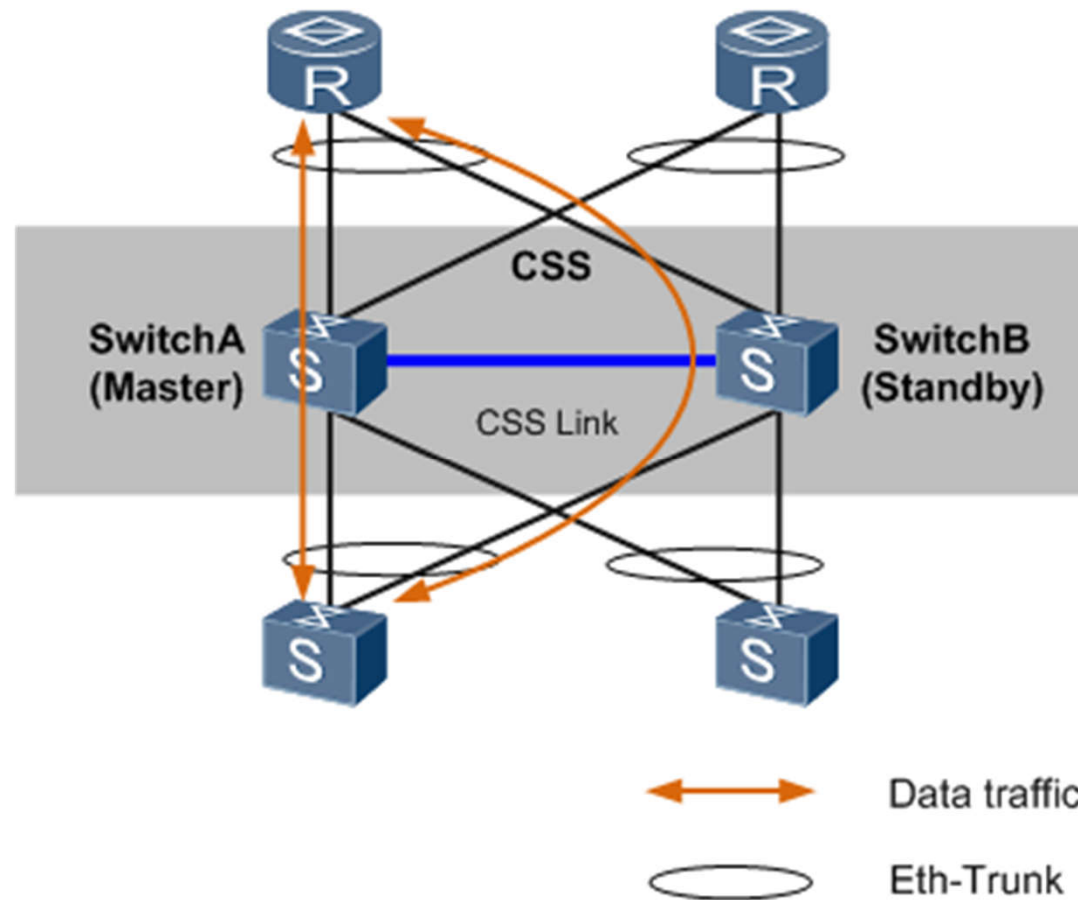 R
R
CSS
SwitchA
(Master)
S
S
SwitchB
(Standby)
CSS Link
S
S
Data traffic
Eth-Trunk